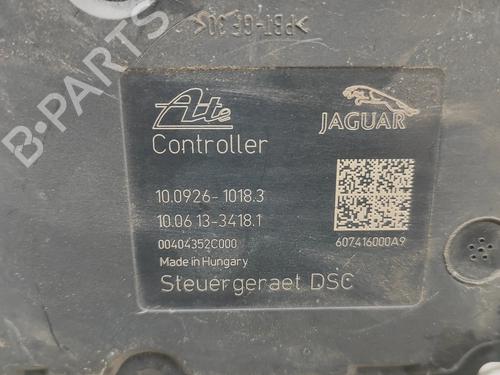 >PBT-GF30<
Ate
JAGUAR
Controller
10.0926-1018.3
10.0613-3418.1
00404352C000
607416000A9
Made in Hungary
Steuergeraet DSC
B-PARTS